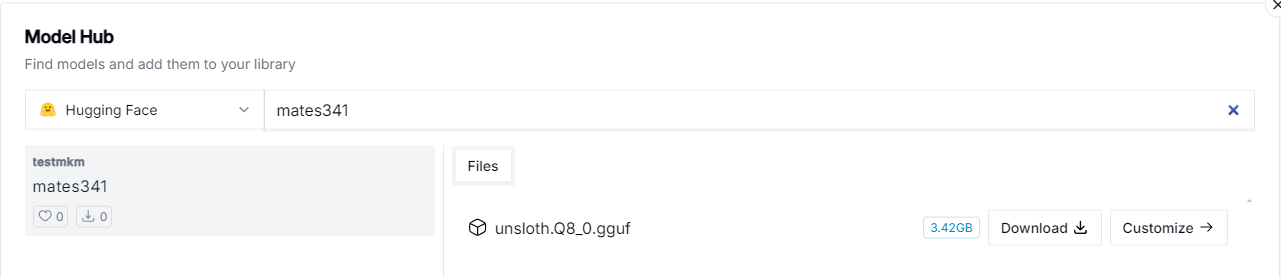 Model Hub
Find models and add them to your library
Hugging Face
mates341
testmkm
mates341
0 0
Files
unsloth.Q8_0.gguf
3.42GB
Download
Customize